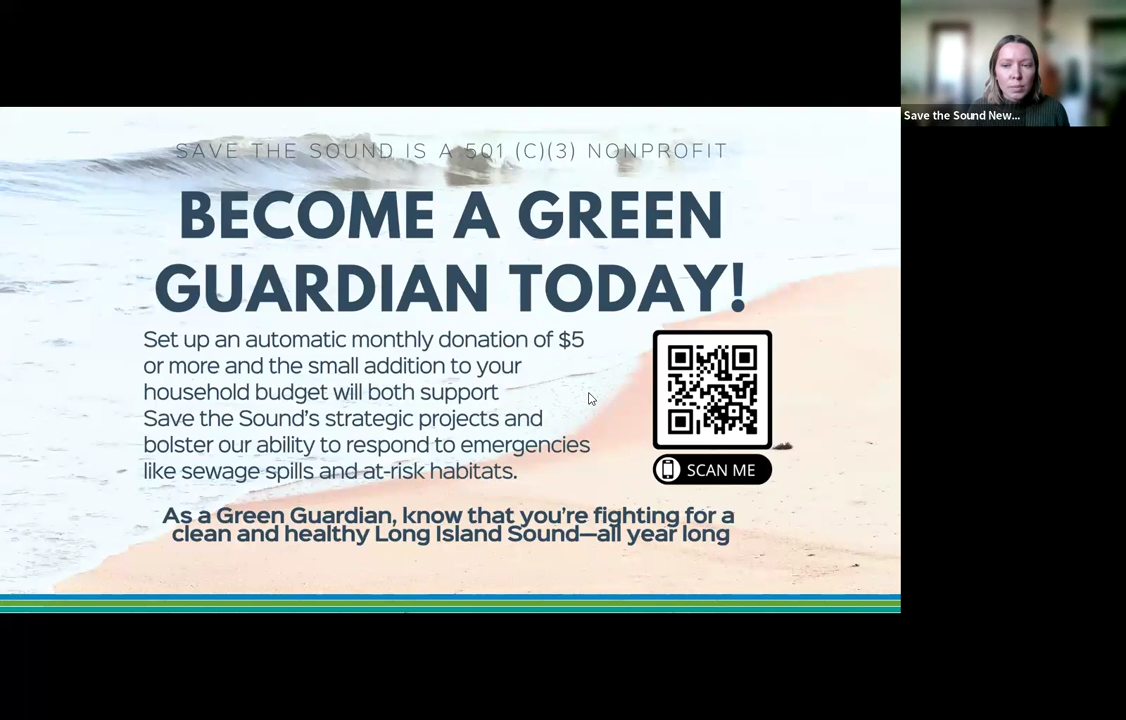 SAVE THE SOUND IS A 501 (C)(3) NONPROFIT
BECOME A GREEN
GUARDIAN TODAY!
Set up an automatic monthly donation of $5
or more and the small addition to your
household budget will both support
Save the Sound’s strategic projects and
bolster our ability to respond to emergencies
like sewage spills and at-risk habitats.
SCAN ME
As a Green Guardian, know that you’re fighting for a
clean and healthy Long Island Sound—all year long
Save the Sound New...